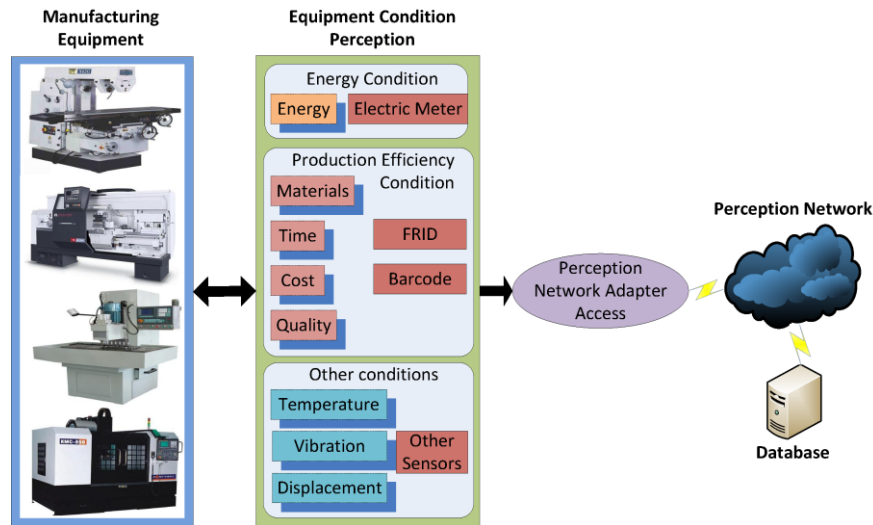 Manufacturing
Equipment
Equipment Condition
Perception
Energy Condition
Energy
Electric Meter
Production Efficiency
Condition
Materials
Time
FRID
Cost
Barcode
Quality
Other conditions
Temperature
Vibration
Other
Sensors
Displacement
Perception
Network Adapter
Access
Perception Network
Database